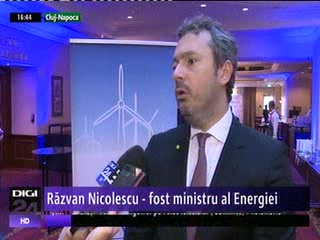 16:44
Cluj-Napoca
DIGI
24
HD
Răzvan Nicolescu - fost ministru al Energiei